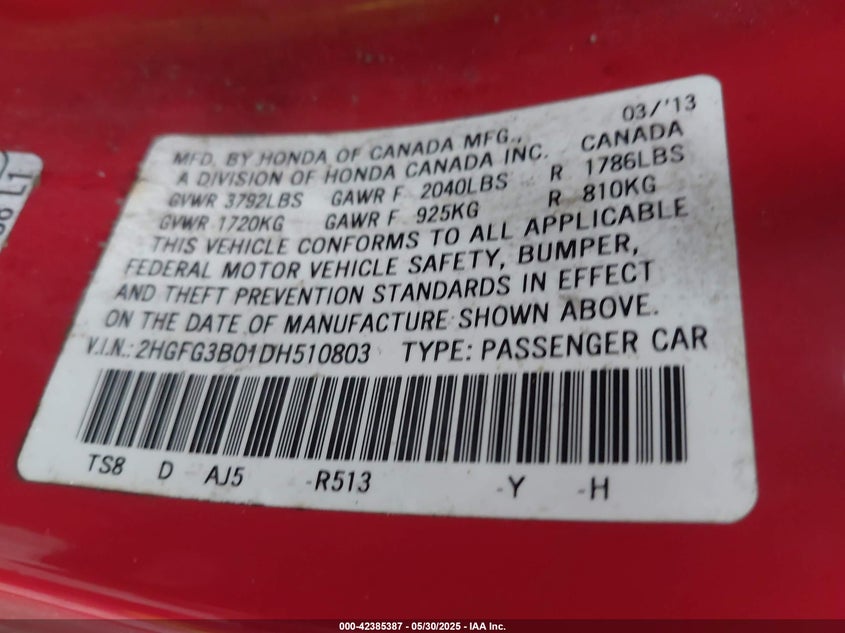 03/'13
MFD. BY HONDA OF CANADA MFG., CANADA
A DIVISION OF HONDA CANADA INC.
GVWR 3792LBS GAWR F 2040LBS R 1786LBS
GVWR 1720KG GAWR F 925KG R 810KG
THIS VEHICLE CONFORMS TO ALL APPLICABLE
FEDERAL MOTOR VEHICLE SAFETY, BUMPER,
AND THEFT PREVENTION STANDARDS IN EFFECT
ON THE DATE OF MANUFACTURE SHOWN ABOVE.
V.I.N.: 2HGFG3B01DH510803 TYPE: PASSENGER CAR
TS8 D AJ5 -R513 -Y -H
L1
000-42385387 - 05/30/2025 - IAA Inc.